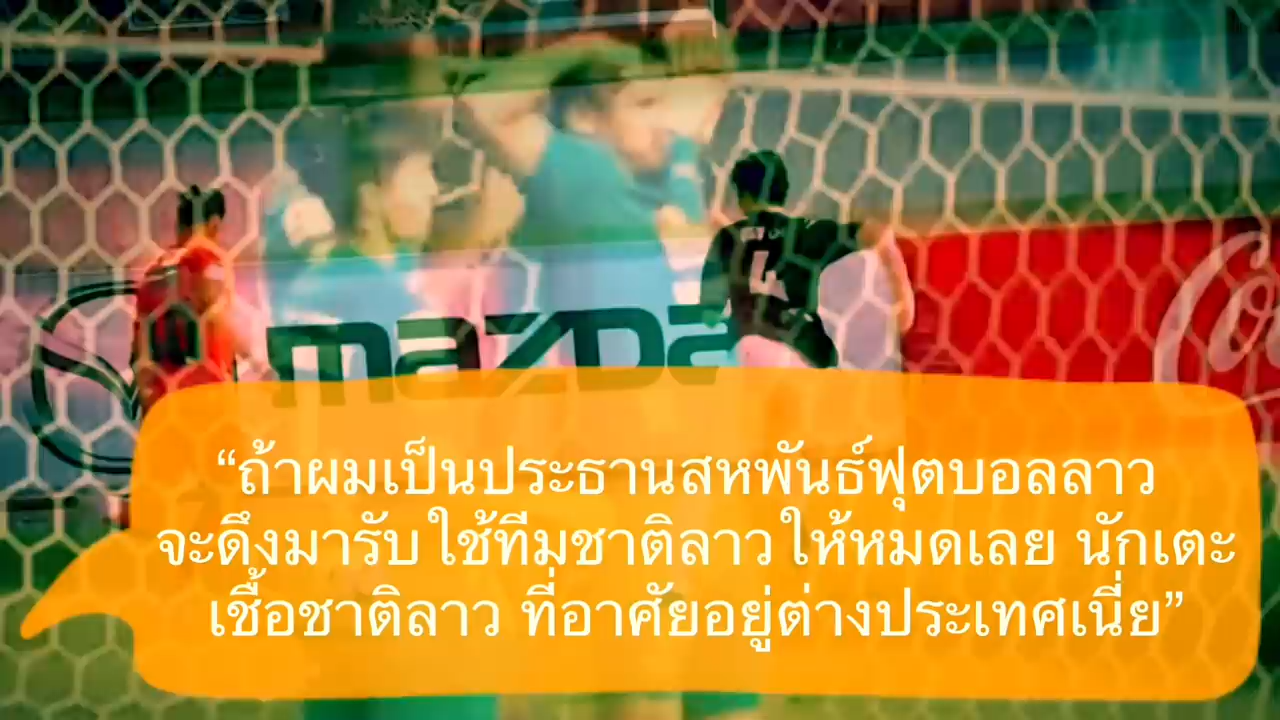 mazda
4
Co
“ถ้าผมเป็นประธานสหพันธ์ฟุตบอลลาว
จะดึงมารับใช้ทีมชาติลาวให้หมดเลย นักเตะ
เชื้อชาติลาว ที่อาศัยอยู่ต่างประเทศเนี่ย”